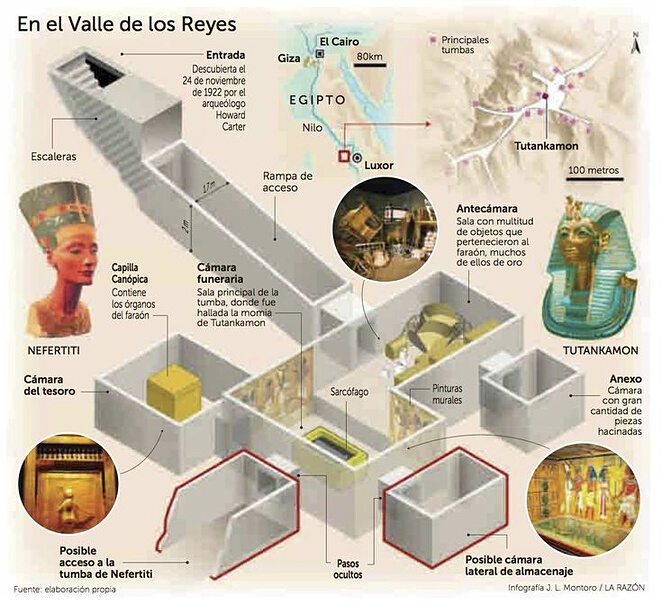 En el Valle de los Reyes
Entrada
Descubierta el
24 de noviembre
de 1922 por el
arqueólogo
Howard
Carter
Escaleras
El Cairo
Giza
80km
EGIPTO
Nilo
Luxor
Principales
tumbas
N
Tutankamon
100 metros
Rampa de
acceso
1,7 m
2 m
Antecámara
Sala con multitud
de objetos que
pertenecieron al
faraón, muchos
de ellos de oro
Capilla
Canópica
Contiene
los órganos
del faraón
Cámara
funeraria
Sala principal de la
tumba, donde fue
hallada la momia
de Tutankamon
NEFERTITI
TUTANKAMON
Cámara
del tesoro
Sarcófago
Pinturas
murales
Anexo
Cámara
con gran
cantidad de
piezas
hacinadas
Posible
acceso a la
tumba de Nefertiti
Pasos
ocultos
Posible cámara
lateral de almacenaje
Fuente: elaboración propia
Infografía J. L. Montoro / LA RAZÓN